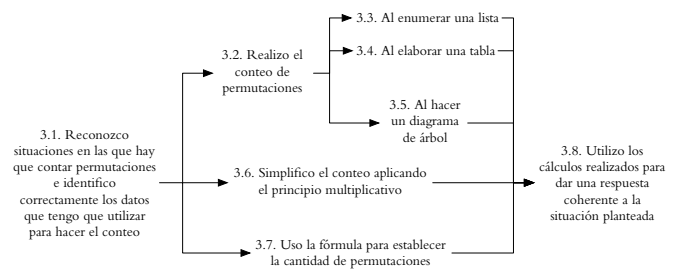 3.1. Reconozco
situaciones en las que hay
que contar permutaciones
e identifico
correctamente los datos
que tengo que utilizar
para hacer el conteo
3.2. Realizo el
conteo de
permutaciones
3.3. Al enumerar una lista
3.4. Al elaborar una tabla
3.5. Al hacer
un diagrama
de árbol
3.6. Simplifico el conteo aplicando
el principio multiplicativo
3.7. Uso la fórmula para establecer
la cantidad de permutaciones
3.8. Utilizo los
cálculos realizados para
dar una respuesta
coherente a la
situación planteada